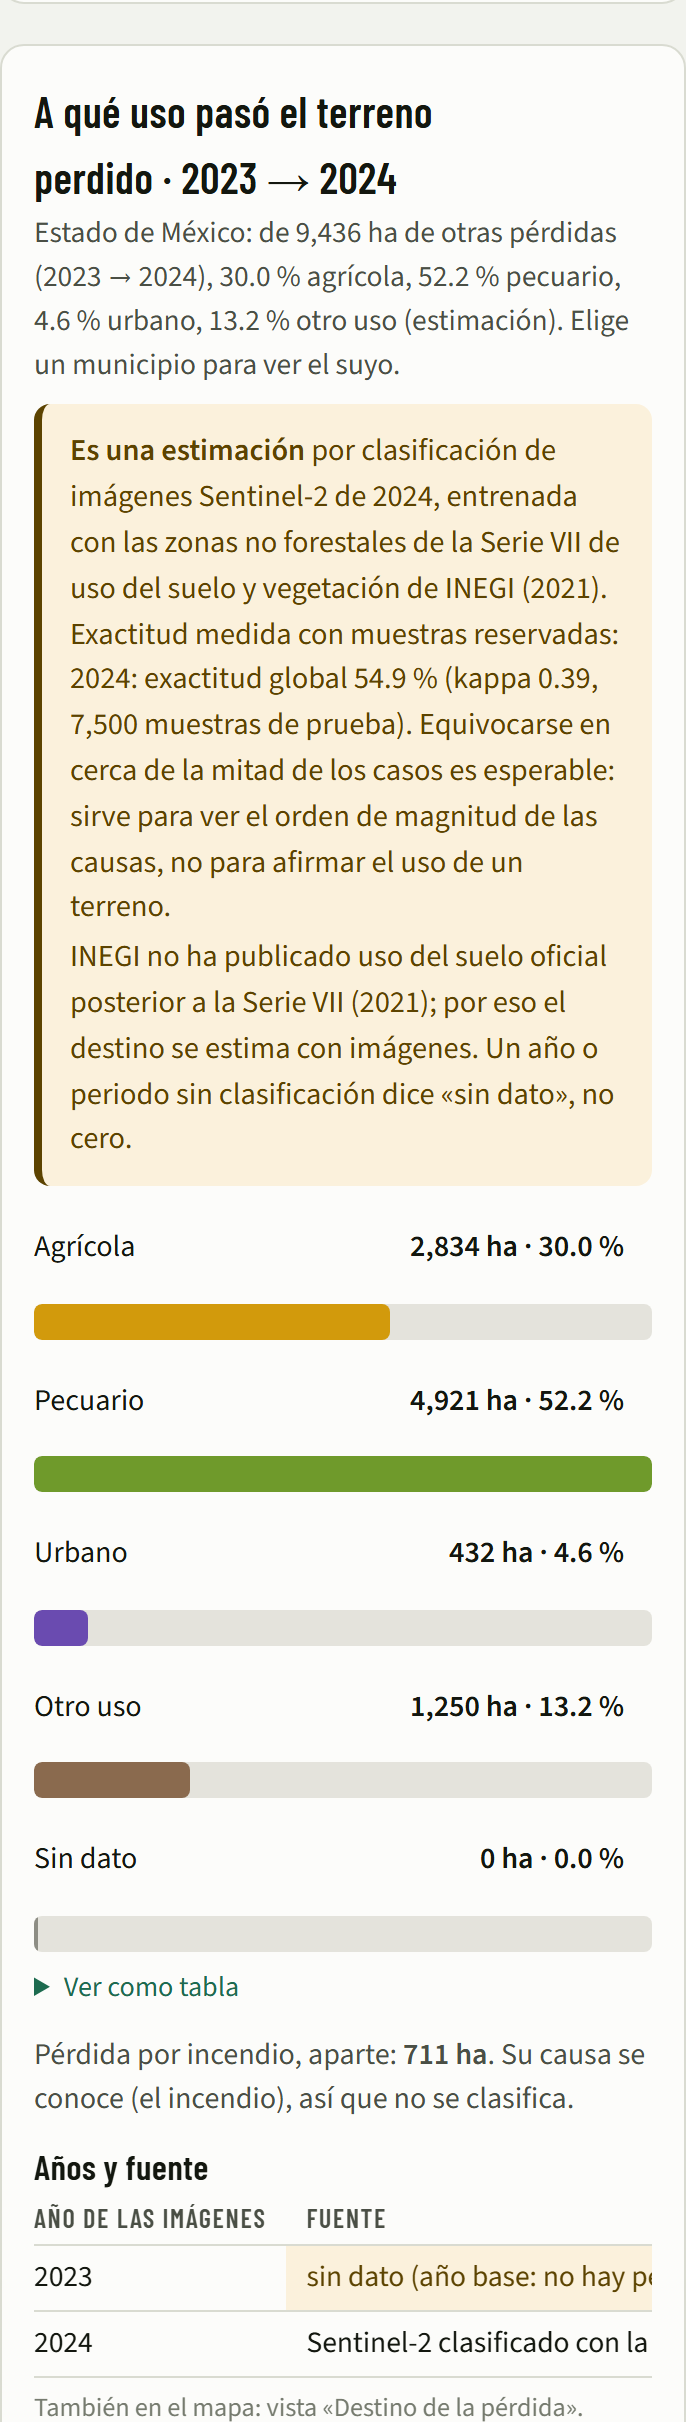 A qué uso pasó el terreno
perdido · 2023 → 2024
Estado de México: de 9,436 ha de otras pérdidas
(2023 → 2024), 30.0 % agrícola, 52.2 % pecuario,
4.6 % urbano, 13.2 % otro uso (estimación). Elige
un municipio para ver el suyo.
Es una estimación por clasificación de
imágenes Sentinel-2 de 2024, entrenada
con las zonas no forestales de la Serie VII de
uso del suelo y vegetación de INEGI (2021).
Exactitud medida con muestras reservadas:
2024: exactitud global 54.9 % (kappa 0.39,
7,500 muestras de prueba). Equivocarse en
cerca de la mitad de los casos es esperable:
sirve para ver el orden de magnitud de las
causas, no para afirmar el uso de un
terreno.
INEGI no ha publicado uso del suelo oficial
posterior a la Serie VII (2021); por eso el
destino se estima con imágenes. Un año o
periodo sin clasificación dice «sin dato», no
cero.
Agrícola 2,834 ha · 30.0 %
Pecuario 4,921 ha · 52.2 %
Urbano 432 ha · 4.6 %
Otro uso 1,250 ha · 13.2 %
Sin dato 0 ha · 0.0 %
▶ Ver como tabla
Pérdida por incendio, aparte: 711 ha. Su causa se
conoce (el incendio), así que no se clasifica.
Años y fuente
AÑO DE LAS IMÁGENES FUENTE
2023 sin dato (año base: no hay
2024 Sentinel-2 clasificado con la
También en el mapa: vista «Destino de la pérdida».